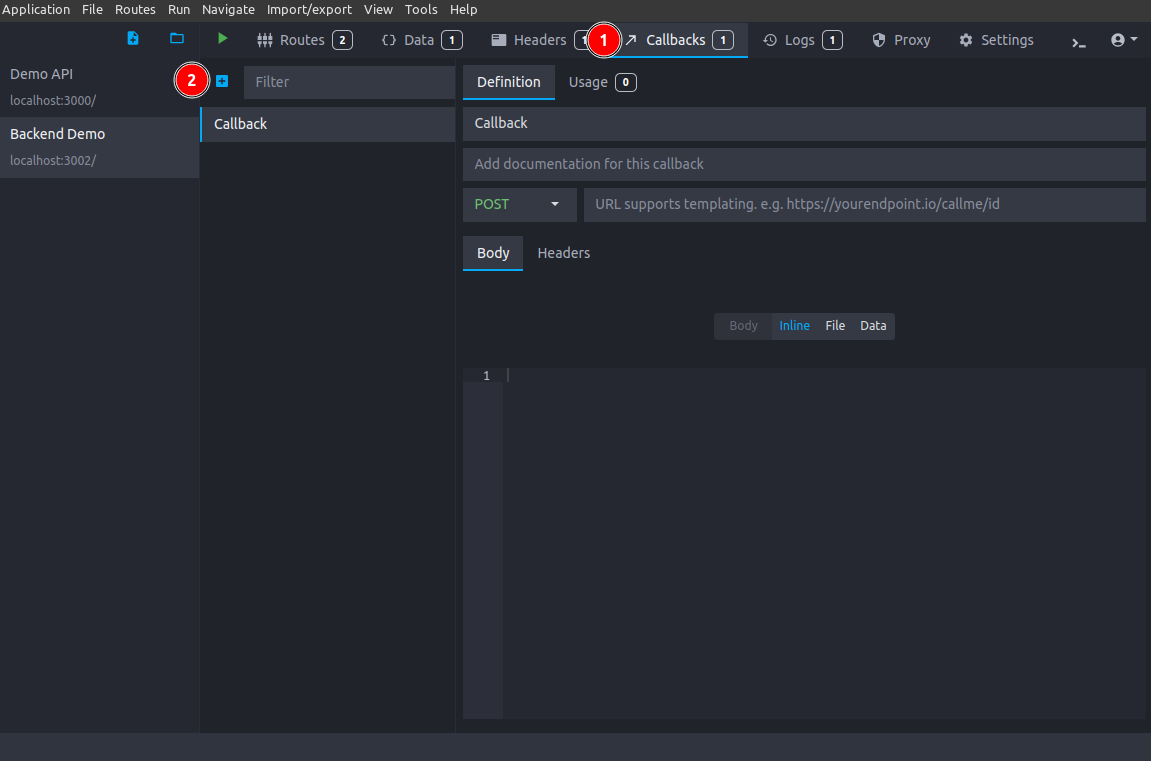 Application File Routes Run Navigate Import/export View Tools Help
Routes 2 Data 1 Headers 1 1 Callbacks 1 Logs 1 Proxy Settings
Demo API
localhost:3000/
Backend Demo
localhost:3002/
2 Filter
Callback
Definition Usage 0
Callback
Add documentation for this callback
POST URL supports templating. e.g. https://yourendpoint.io/callme/id
Body Headers
Body Inline File Data
1